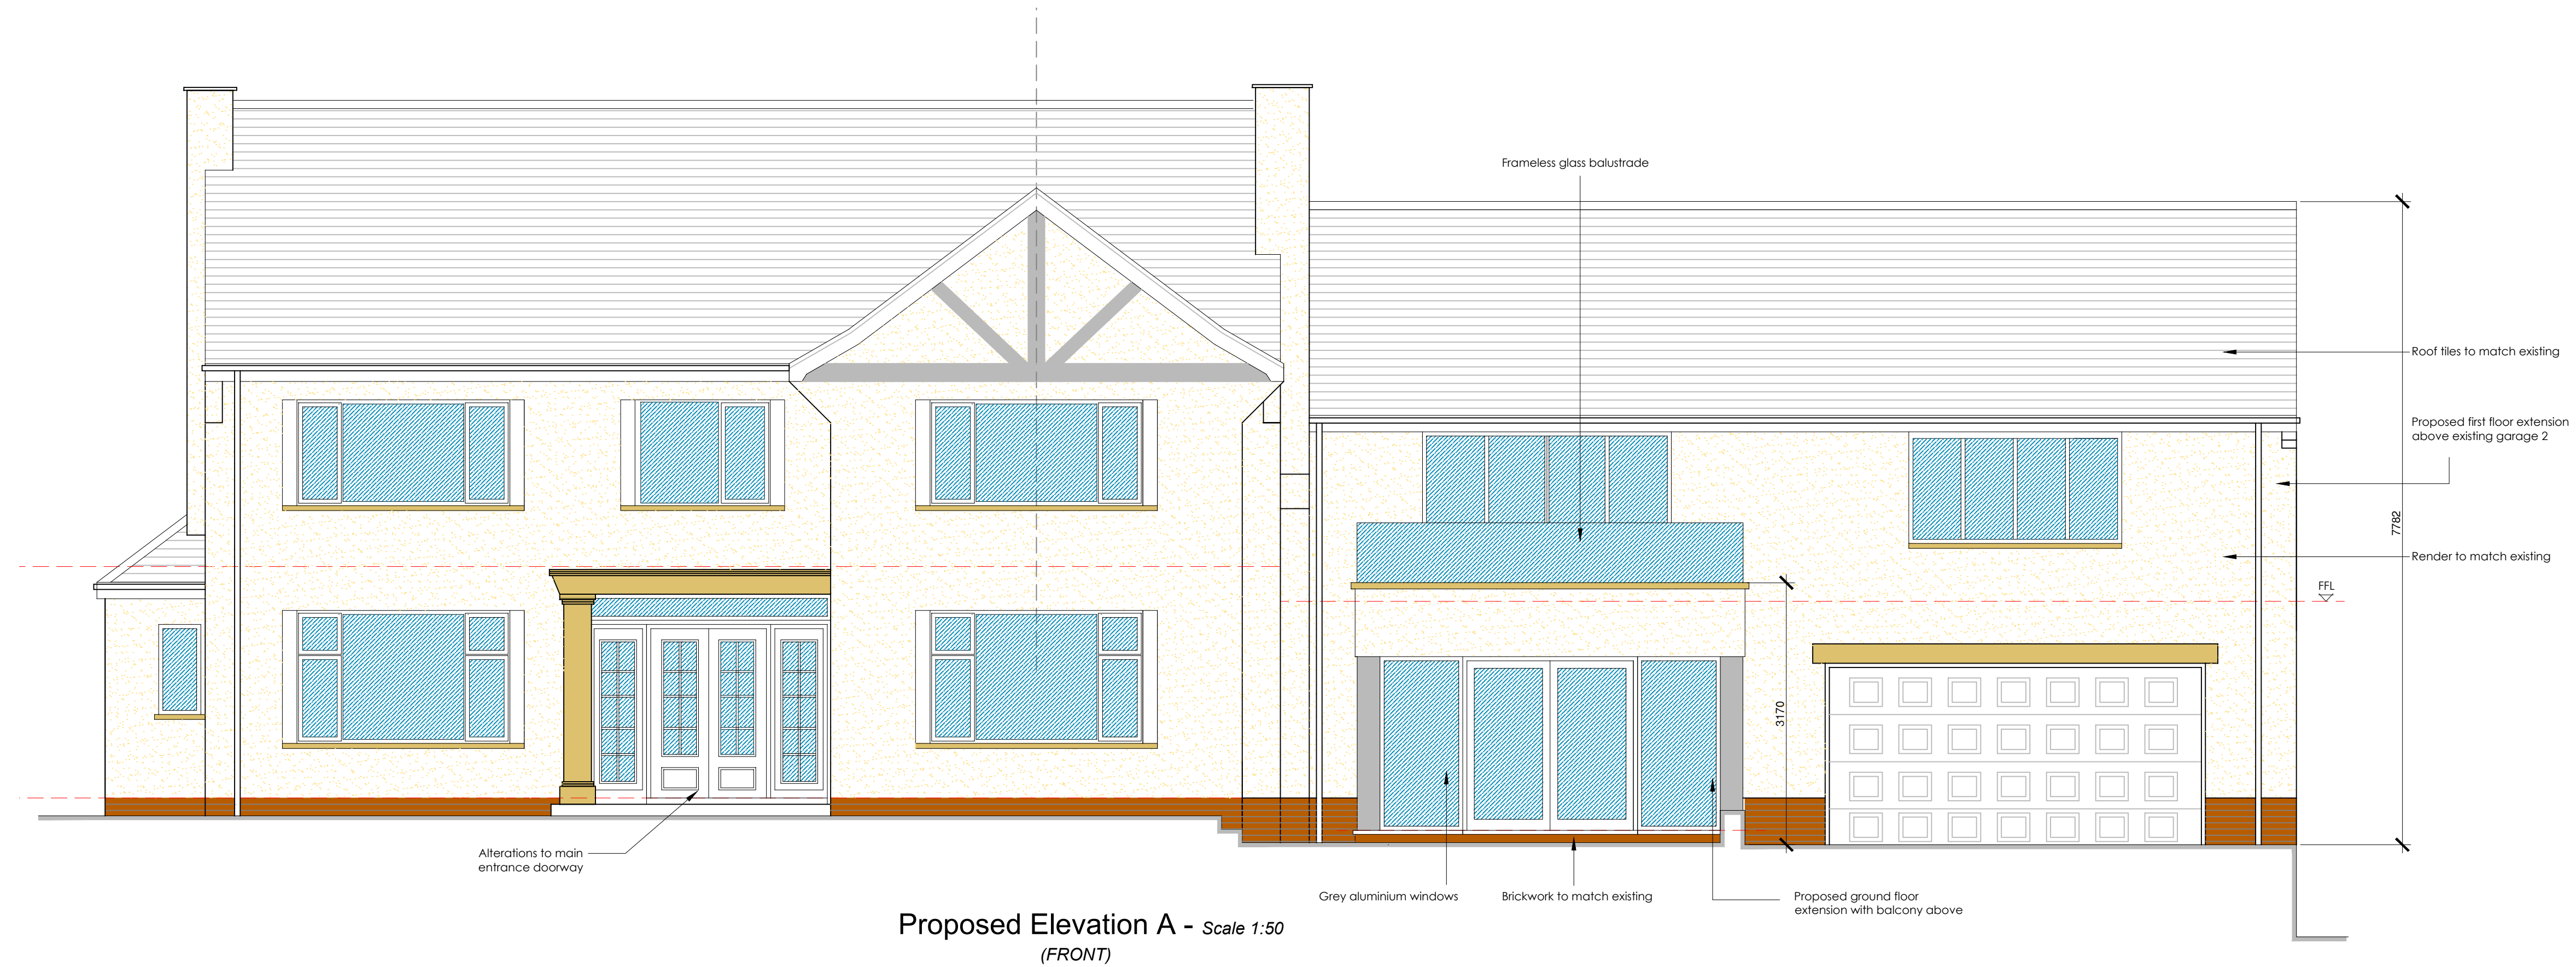 Frameless glass balustrade
Roof tiles to match existing
Proposed first floor extension
above existing garage 2
7782
Render to match existing
FFL
3170
Alterations to main
entrance doorway
Grey aluminium windows
Brickwork to match existing
Proposed ground floor
extension with balcony above
Proposed Elevation A - Scale 1:50
(FRONT)